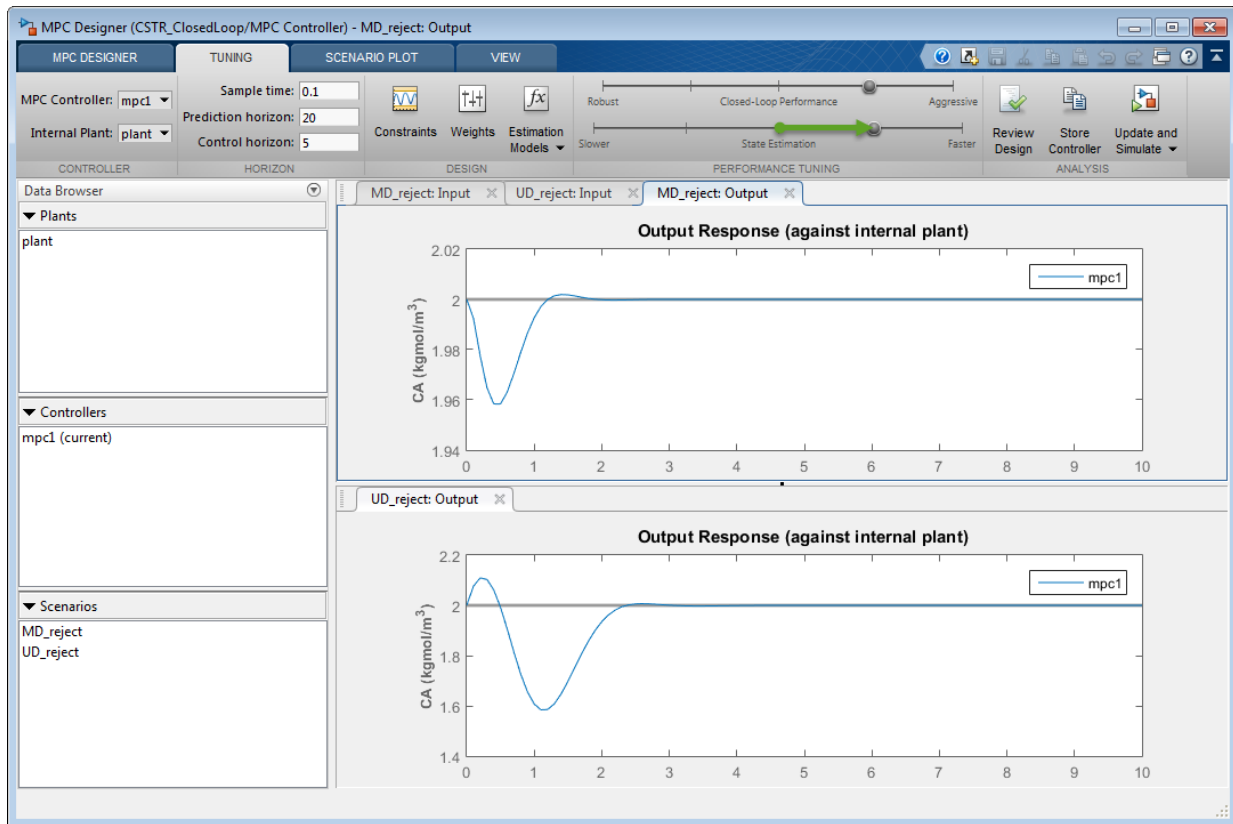 MPC Designer (CSTR_ClosedLoop/MPC Controller) - MD_reject: Output
MPC DESIGNER
TUNING
SCENARIO PLOT
VIEW
MPC Controller: mpc1
Internal Plant: plant
CONTROLLER
Sample time: 0.1
Prediction horizon: 20
Control horizon: 5
HORIZON
Constraints
Weights
Estimation
Models
DESIGN
Robust
Closed-Loop Performance
Aggressive
Slower
State Estimation
Faster
PERFORMANCE TUNING
Review
Design
Store
Controller
Update and
Simulate
ANALYSIS
Data Browser
Plants
plant
Controllers
mpc1 (current)
Scenarios
MD_reject
UD_reject
MD_reject: Input
UD_reject: Input
MD_reject: Output
Output Response (against internal plant)
CA (kgmol/m³)
2.02
2
1.98
1.96
1.94
0 1 2 3 4 5 6 7 8 9 10
mpc1
UD_reject: Output
Output Response (against internal plant)
CA (kgmol/m³)
2.2
2
1.8
1.6
1.4
0 1 2 3 4 5 6 7 8 9 10
mpc1